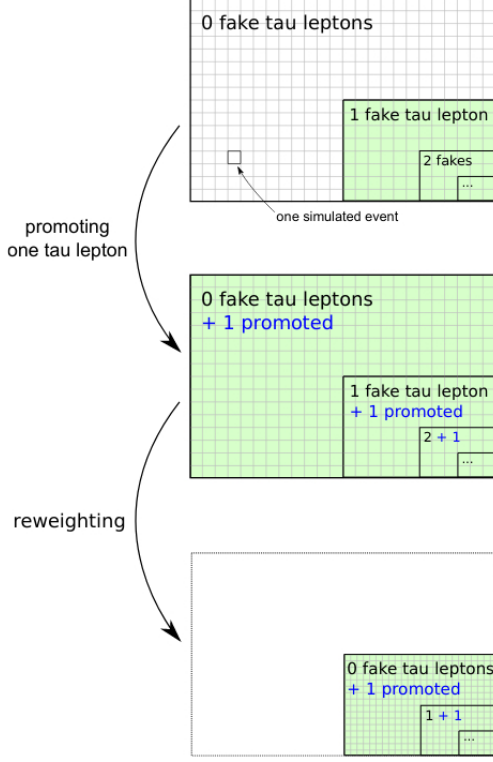 0 fake tau leptons
1 fake tau lepton
2 fakes
...
one simulated event
promoting
one tau lepton
0 fake tau leptons
+ 1 promoted
1 fake tau lepton
+ 1 promoted
2 + 1
...
reweighting
0 fake tau leptons
+ 1 promoted
1 + 1
...